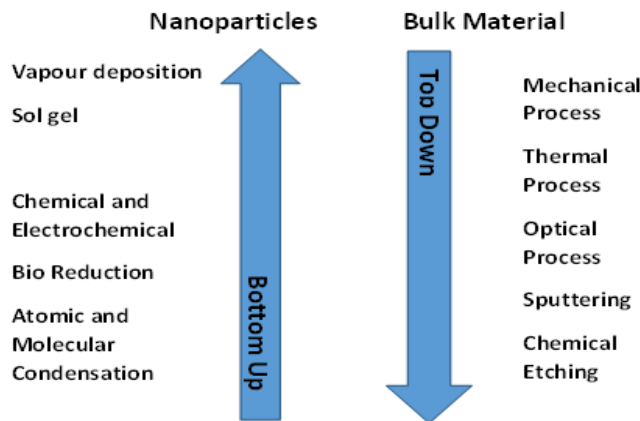 Nanoparticles
Bulk Material
Vapour deposition
Sol gel
Chemical and
Electrochemical
Bio Reduction
Atomic and
Molecular
Condensation
Bottom Up
Top Down
Mechanical
Process
Thermal
Process
Optical
Process
Sputtering
Chemical
Etching